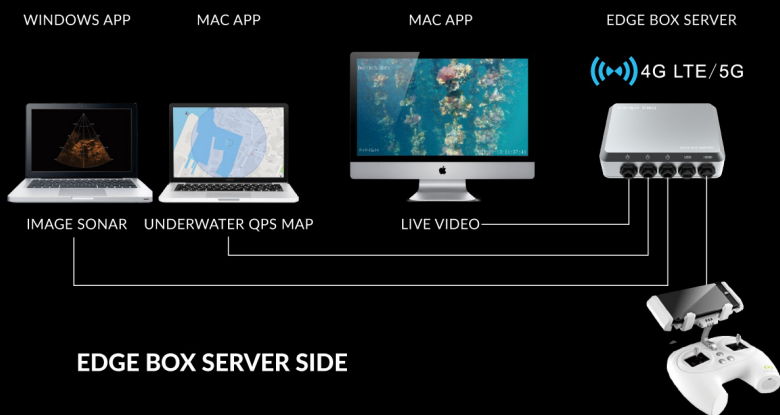 WINDOWS APP
MAC APP
MAC APP
EDGE BOX SERVER
4G LTE/5G
IMAGE SONAR
UNDERWATER QPS MAP
LIVE VIDEO
EDGE BOX SERVER SIDE